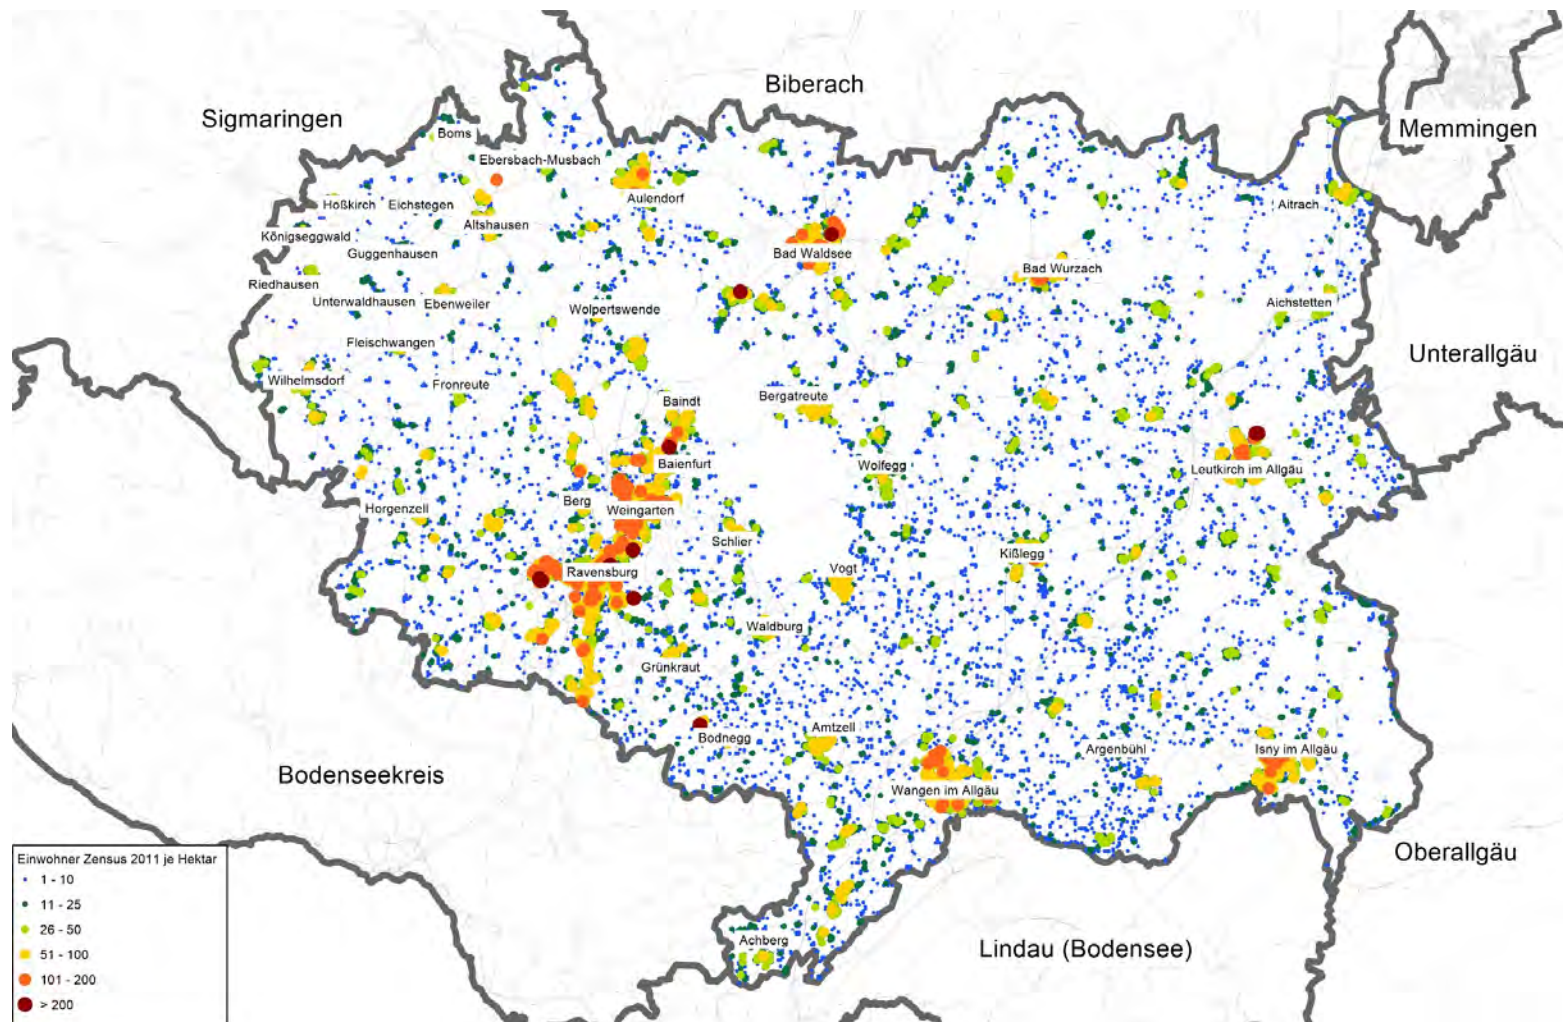 Biberach
Sigmaringen
Memmingen
Boms
Ebersbach-Musbach
Aulendorf
Hoßkirch
Eichstegen
Aitrach
Altshausen
Königseggwald
Guggenhausen
Bad Waldsee
Bad Wurzach
Riedhausen
Unterwaldhausen
Ebenweiler
Aichstetten
Wolpertswende
Fleischwangen
Unterallgäu
Wilhelmsdorf
Fronreute
Bergatreute
Baindt
Baienfurt
Wolfegg
Leutkirch im Allgäu
Berg
Horgenzell
Weingarten
Schlier
Kißlegg
Ravensburg
Vogt
Waldburg
Grünkraut
Amtzell
Bodnegg
Argenbühl
Isny im Allgäu
Bodenseekreis
Wangen im Allgäu
Oberallgäu
Achberg
Lindau (Bodensee)
Einwohner Zensus 2011 je Hektar
1 - 10
11 - 25
26 - 50
51 - 100
101 - 200
> 200